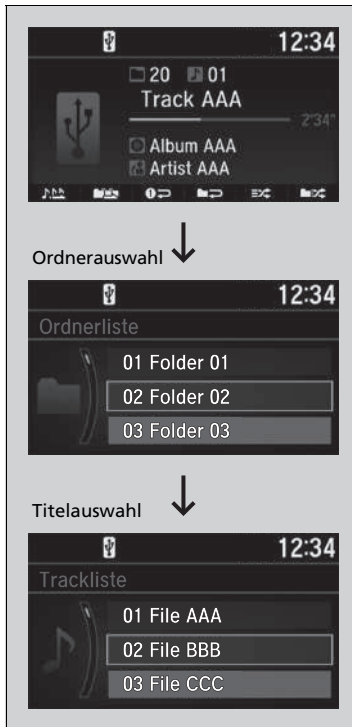 12:34
20 01
Track AAA
2'34"
Album AAA
Artist AAA
Ordnerauswahl
12:34
Ordnerliste
01 Folder 01
02 Folder 02
03 Folder 03
Titelauswahl
12:34
Trackliste
01 File AAA
02 File BBB
03 File CCC